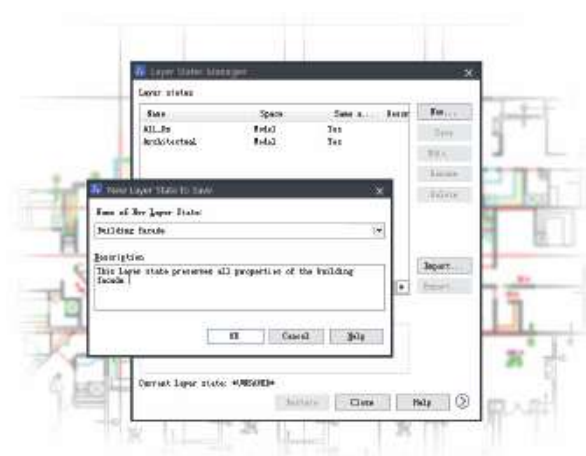 Layer States Manager
Layer states
Name Space Same a... Descr
All_On Model Yes
Architectual Model Yes
New...
Save
Edit...
Rename
Delete
Import...
Export...
New Layer State to Save
Name of New Layer State:
Building facade
Description
This layer state preserves all properties of the building
facade
OK Cancel Help
Current layer state: *UNSAVED*
Restore Close Help